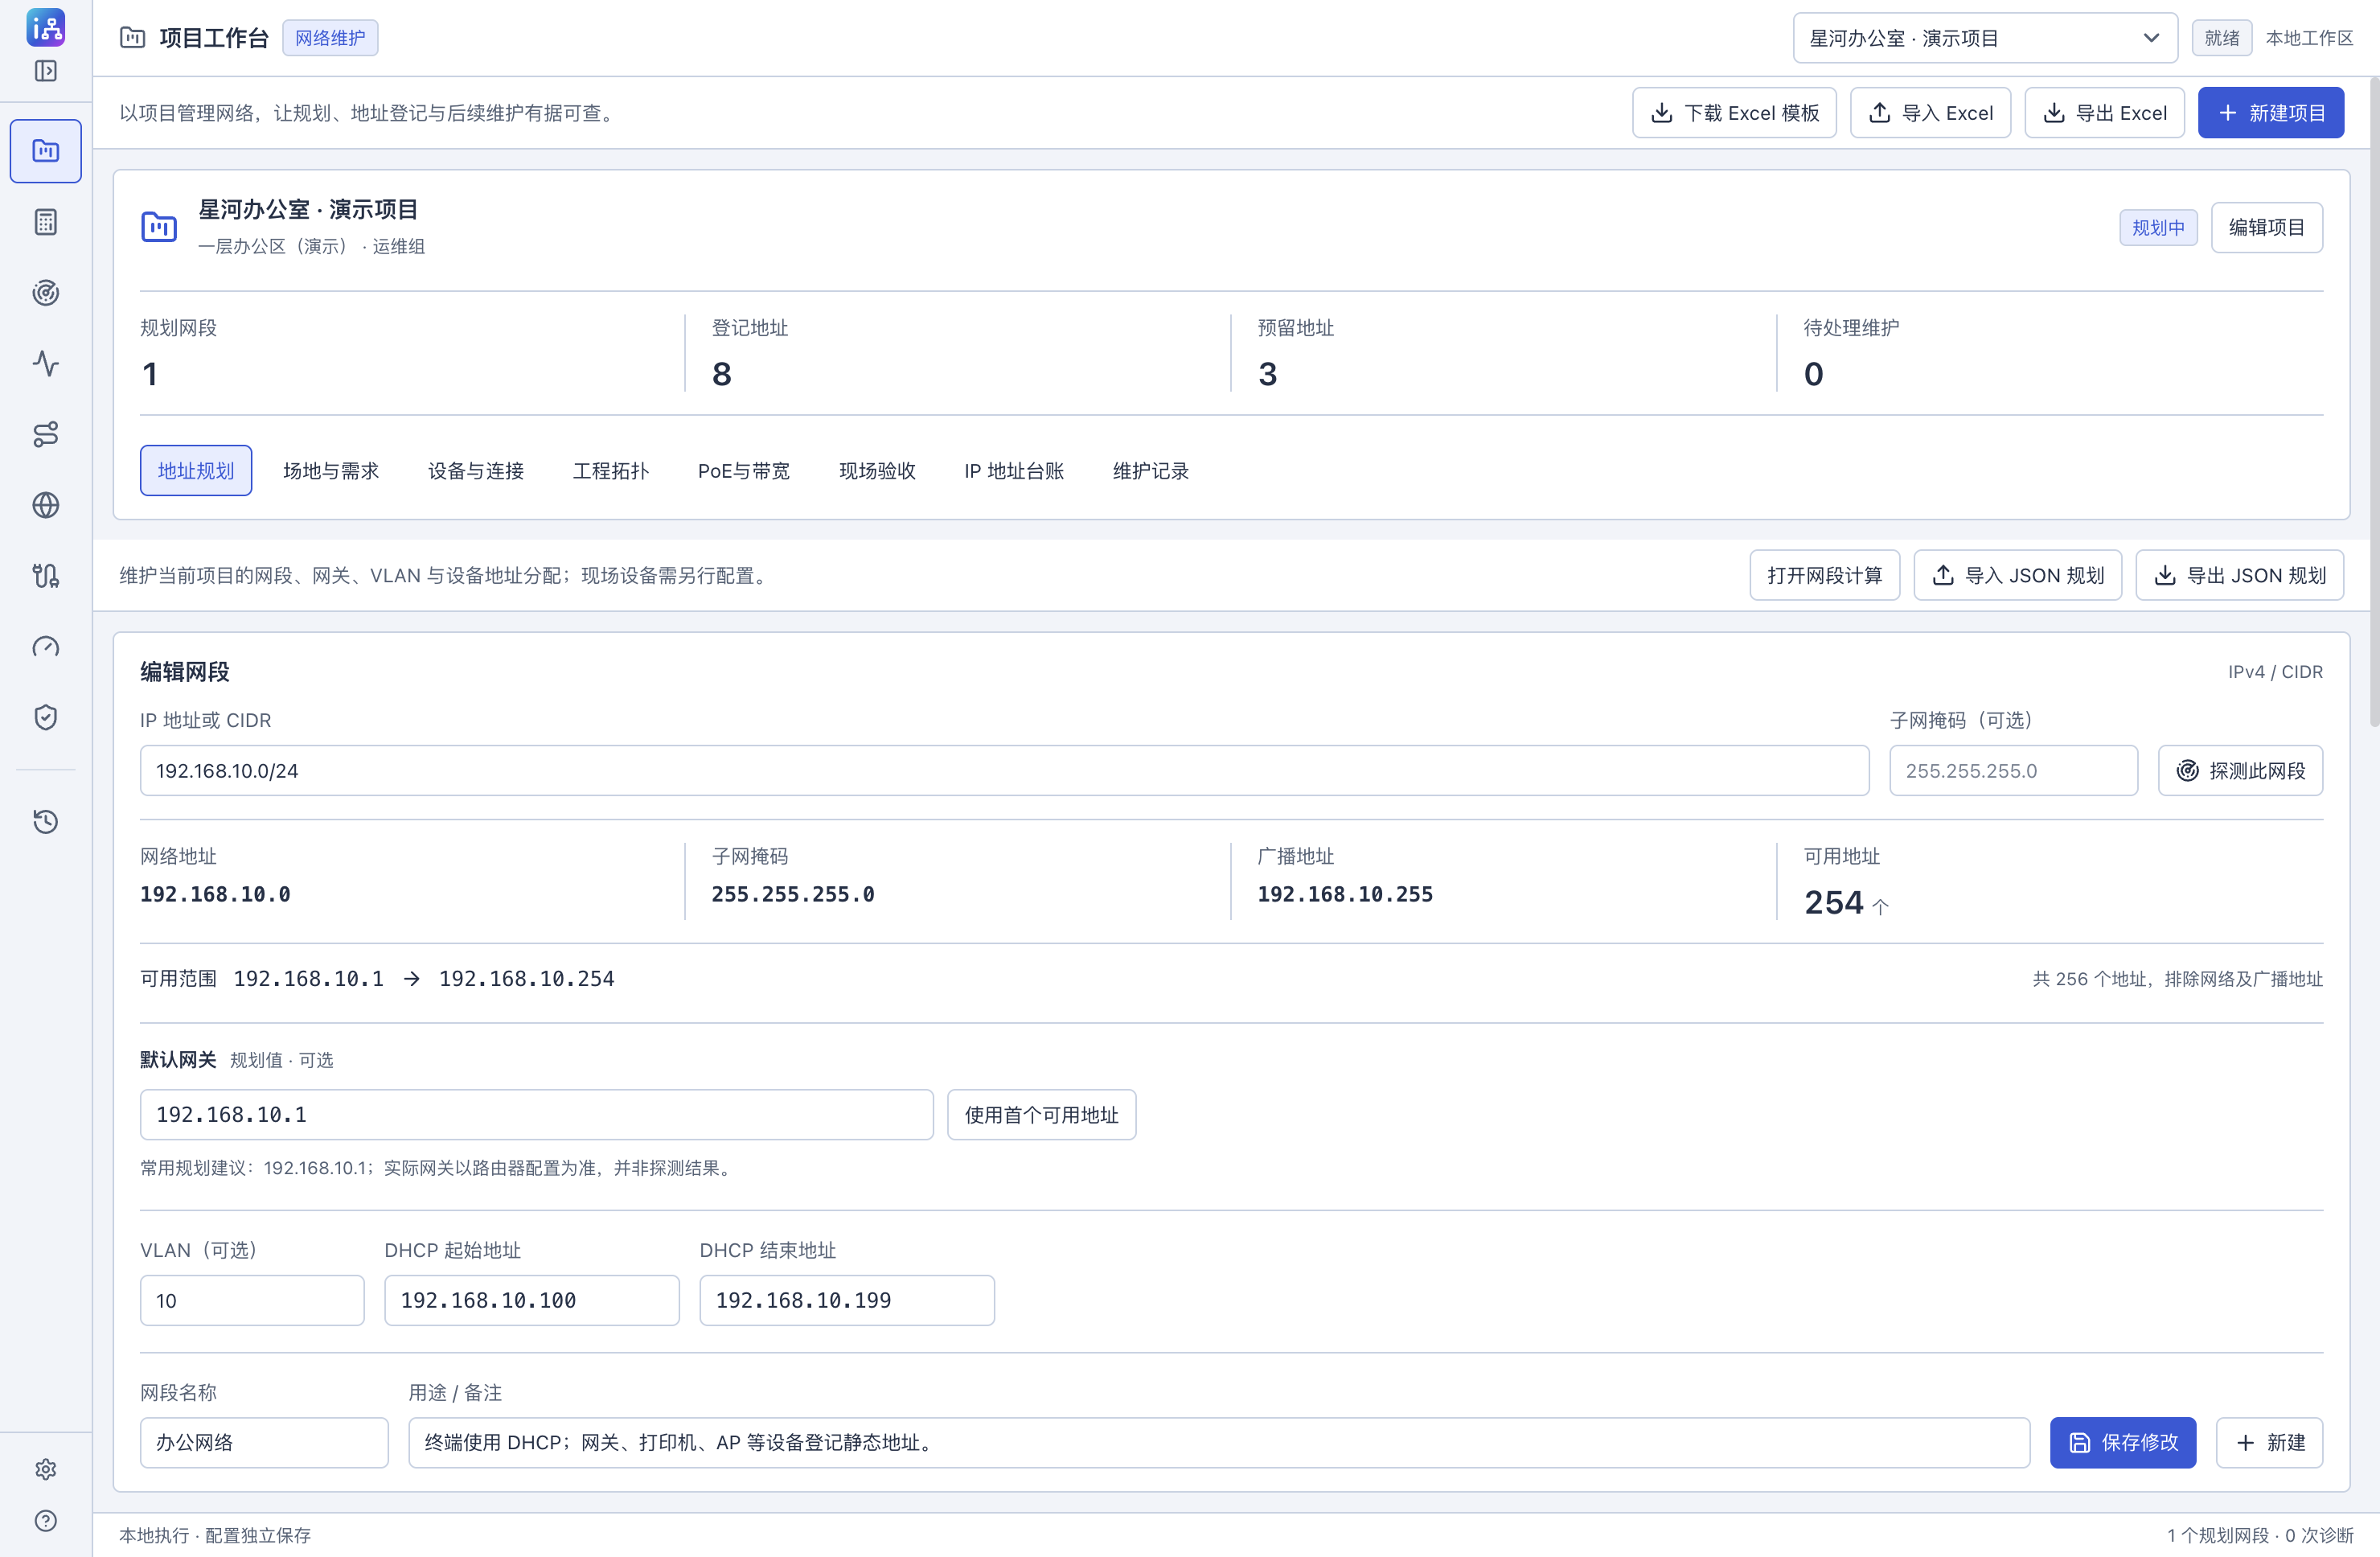 项目工作台 网络维护 星河办公室 · 演示项目 就绪 本地工作区
以项目管理网络，让规划、地址登记与后续维护有据可查。 下载 Excel 模板 导入 Excel 导出 Excel 新建项目
星河办公室 · 演示项目
一层办公区（演示） · 运维组
规划中 编辑项目
规划网段 登记地址 预留地址 待处理维护
1 8 3 0
地址规划 场地与需求 设备与连接 工程拓扑 PoE与带宽 现场验收 IP 地址台账 维护记录
维护当前项目的网段、网关、VLAN 与设备地址分配；现场设备需另行配置。 打开网段计算 导入 JSON 规划 导出 JSON 规划
编辑网段 IPv4 / CIDR
IP 地址或 CIDR 子网掩码（可选）
192.168.10.0/24 255.255.255.0 探测此网段
网络地址 子网掩码 广播地址 可用地址
192.168.10.0 255.255.255.0 192.168.10.255 254 个
可用范围 192.168.10.1 → 192.168.10.254 共 256 个地址，排除网络及广播地址
默认网关 规划值 · 可选
192.168.10.1 使用首个可用地址
常用规划建议：192.168.10.1；实际网关以路由器配置为准，并非探测结果。
VLAN（可选） DHCP 起始地址 DHCP 结束地址
10 192.168.10.100 192.168.10.199
网段名称 用途 / 备注
办公网络 终端使用 DHCP；网关、打印机、AP 等设备登记静态地址。 保存修改 新建
本地执行 · 配置独立保存 1 个规划网段 · 0 次诊断